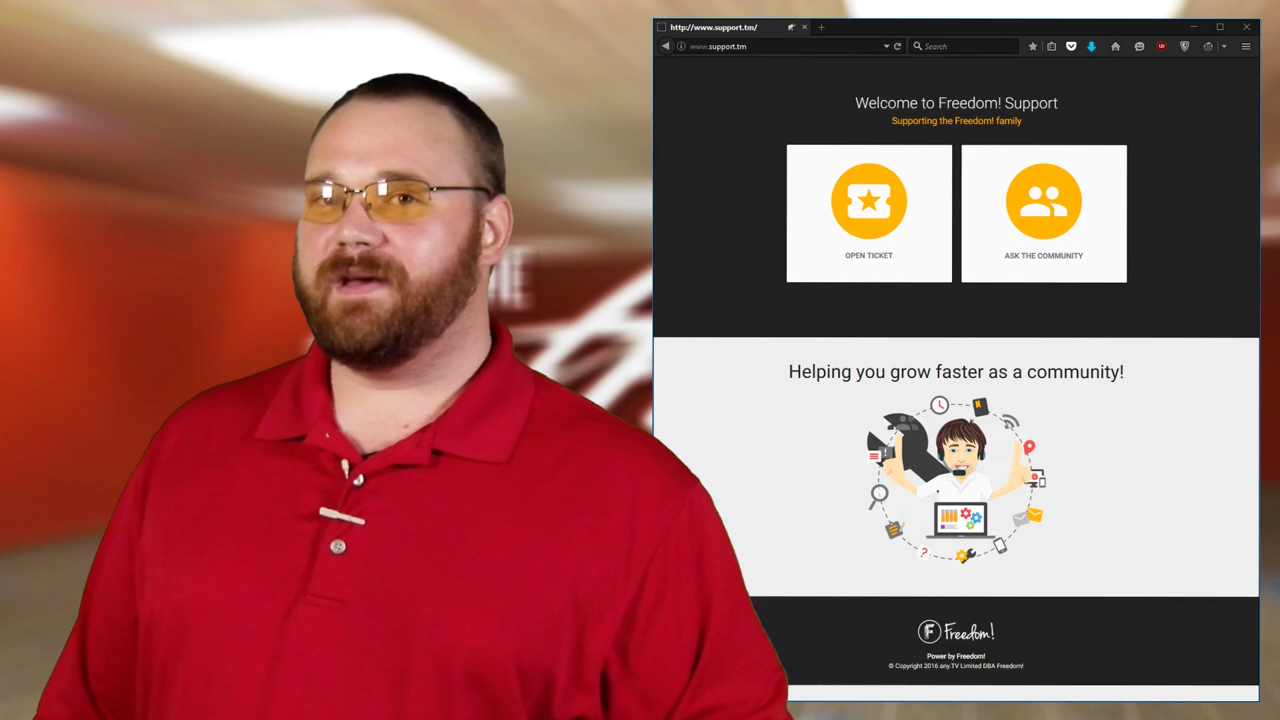 http://www.support.tm/
www.support.tm
Search
Welcome to Freedom! Support
Supporting the Freedom! family
OPEN TICKET
ASK THE COMMUNITY
Helping you grow faster as a community!
Freedom!
Power by Freedom!
© Copyright 2016 any.TV Limited DBA Freedom!